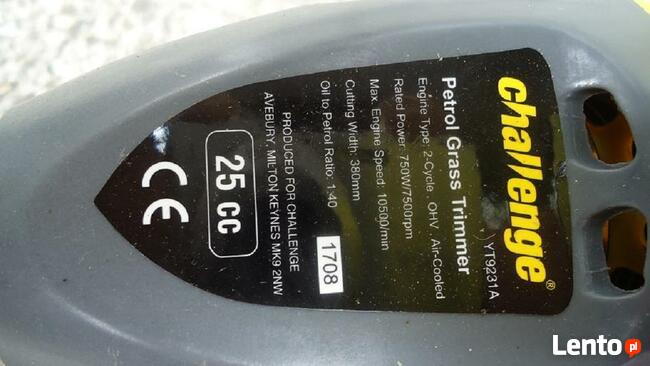 challenge®
YT9231A
Petrol Grass Trimmer
Engine Type: 2-Cycle , OHV , Air-Cooled
Rated Power: 750W/7500rpm
Max. Engine Speed: 10500/min
Cutting Width: 380mm
Oil to Petrol Ratio: 1:40
1708
PRODUCED FOR CHALLENGE
AVEBURY, MILTON KEYNES MK9 2NW
25 CC
CE
Lento.pl